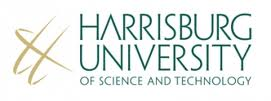 HARRISBURG
UNIVERSITY
OF SCIENCE AND TECHNOLOGY